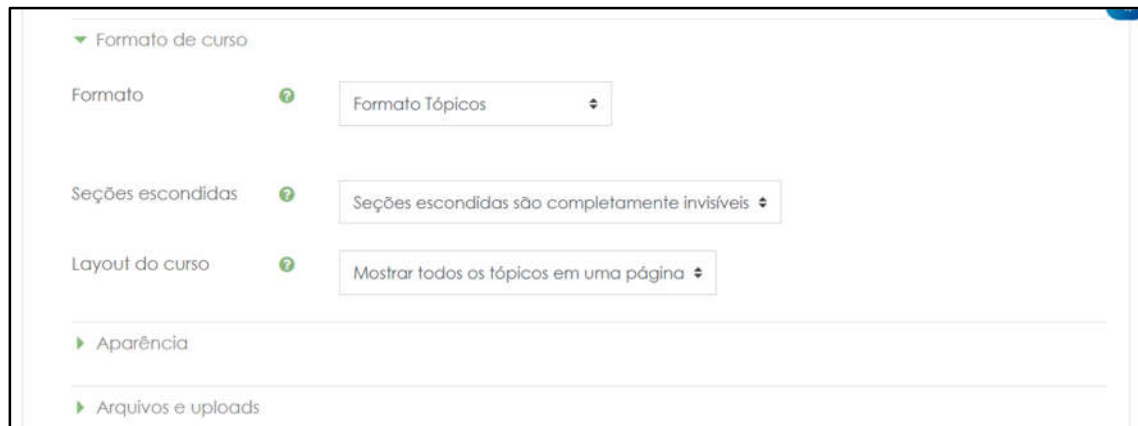 Formato de curso
Formato
Formato Tópicos
Seções escondidas
Seções escondidas são completamente invisíveis
Layout do curso
Mostrar todos os tópicos em uma página
Aparência
Arquivos e uploads